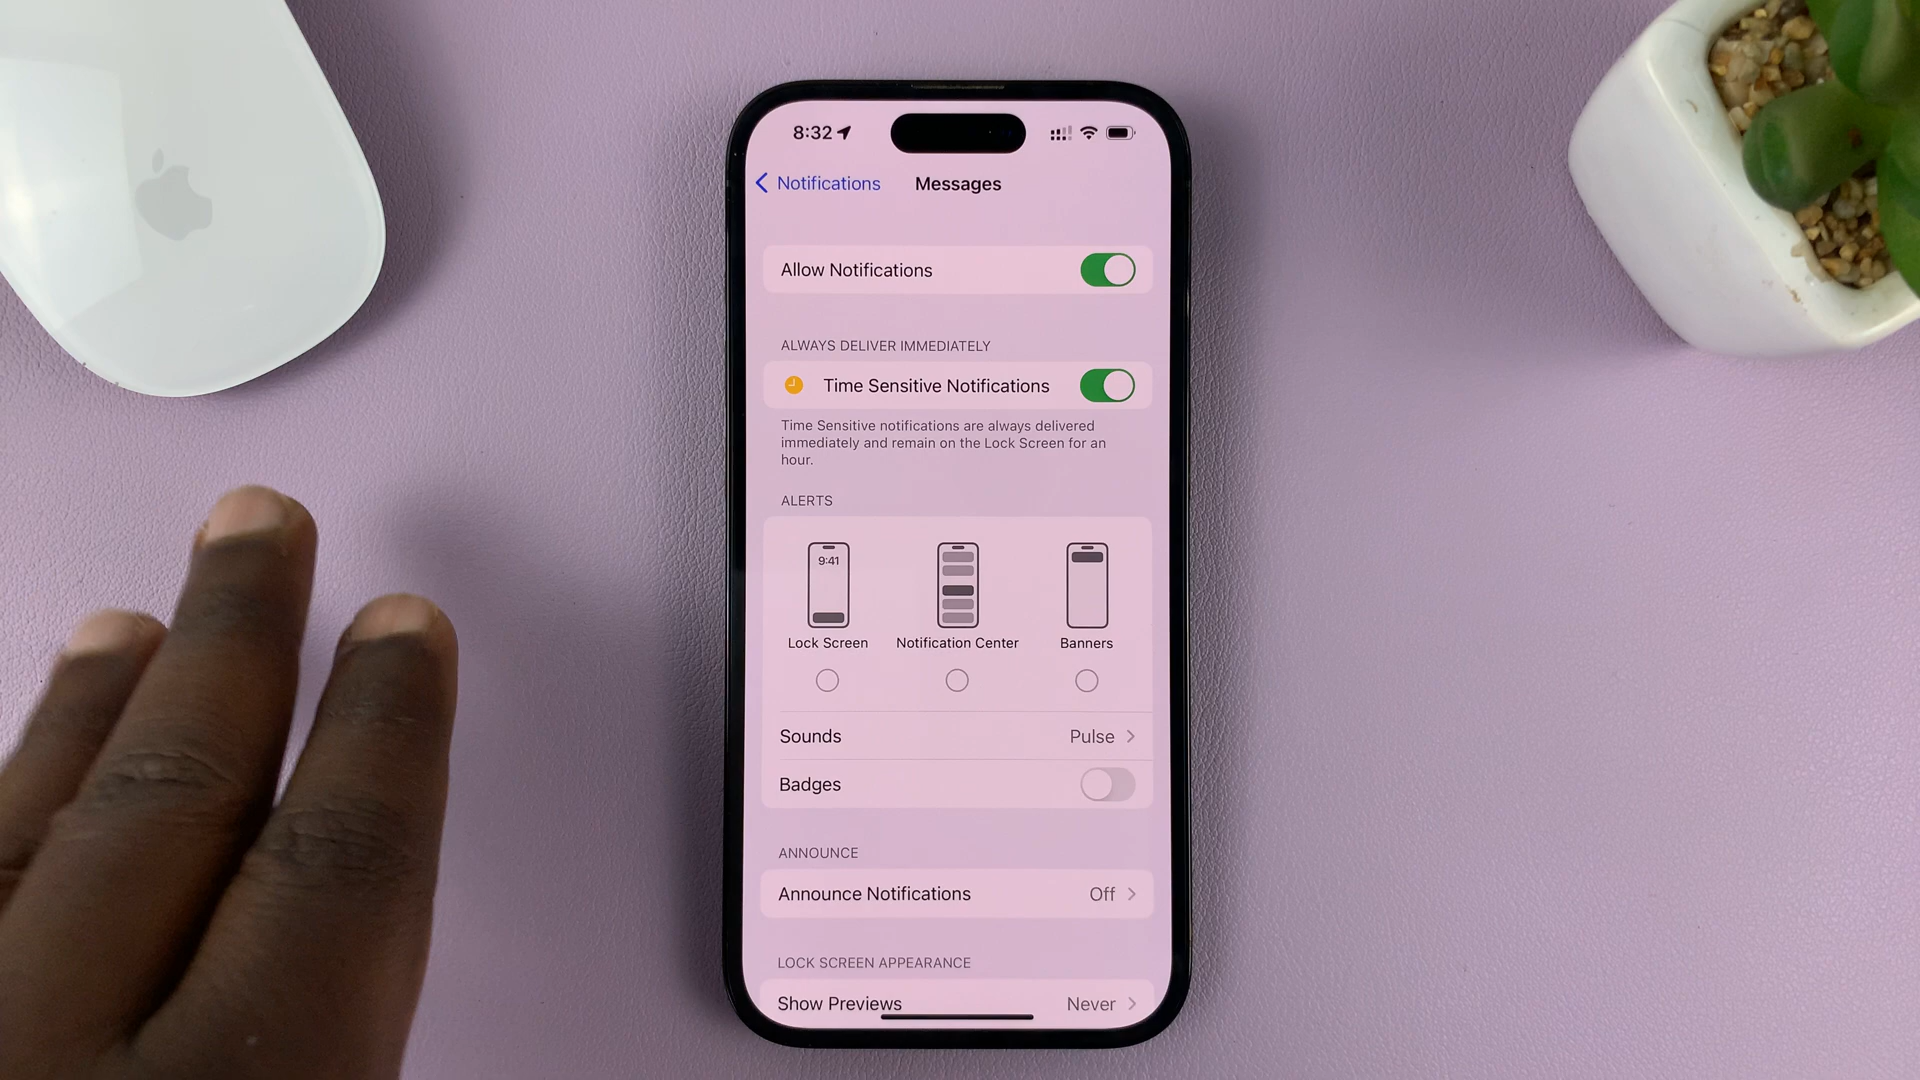 8:32
Notifications Messages
Allow Notifications
ALWAYS DELIVER IMMEDIATELY
Time Sensitive Notifications
Time Sensitive notifications are always delivered
immediately and remain on the Lock Screen for an
hour.
ALERTS
9:41
Lock Screen Notification Center Banners
Sounds Pulse
Badges
ANNOUNCE
Announce Notifications Off
LOCK SCREEN APPEARANCE
Show Previews Never